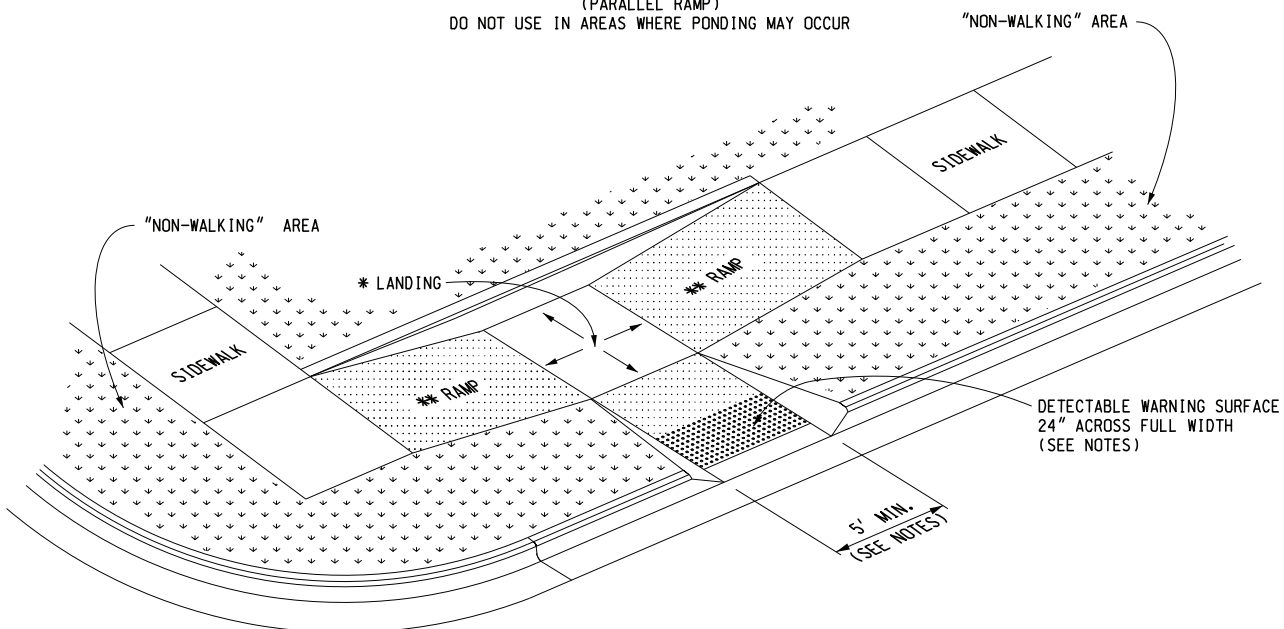 (PARALLEL RAMP)
DO NOT USE IN AREAS WHERE PONDING MAY OCCUR
"NON-WALKING" AREA
SIDEWALK
"NON-WALKING" AREA
* LANDING
** RAMP
SIDEWALK
** RAMP
DETECTABLE WARNING SURFACE
24" ACROSS FULL WIDTH
(SEE NOTES)
5' MIN.
(SEE NOTES)